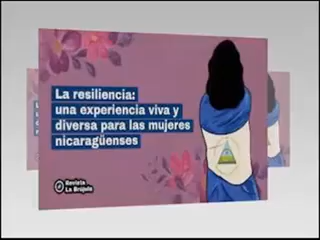 La resiliencia:
una experiencia viva y
diversa para las mujeres
nicaragüenses
Revista
La Brújula